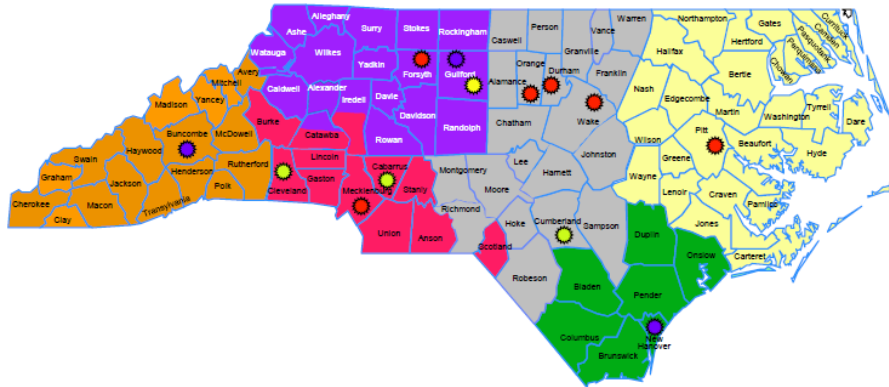 Alleghany
Ashe
Surry
Stokes
Rockingham
Watauga
Wilkes
Yadkin
Forsyth
Guilford
Caldwell
Alexander
Iredell
Davie
Davidson
Rowan
Randolph
Caswell
Person
Granville
Vance
Warren
Orange
Durham
Alamance
Franklin
Wake
Chatham
Johnston
Lee
Harnett
Montgomery
Moore
Richmond
Hoke
Cumberland
Sampson
Robeson
Northampton
Gates
Currituck
Camden
Pasquotank
Perquimans
Chowan
Hertford
Halifax
Bertie
Nash
Edgecombe
Martin
Washington
Tyrrell
Dare
Wilson
Pitt
Beaufort
Hyde
Greene
Wayne
Lenoir
Craven
Pamlico
Jones
Carteret
Avery
Mitchell
Yancey
Madison
McDowell
Buncombe
Haywood
Swain
Graham
Cherokee
Clay
Macon
Jackson
Transylvania
Henderson
Polk
Rutherford
Burke
Catawba
Lincoln
Cleveland
Gaston
Mecklenburg
Cabarrus
Stanly
Union
Anson
Scotland
Duplin
Onslow
Bladen
Pender
Columbus
Brunswick
New
Hanover